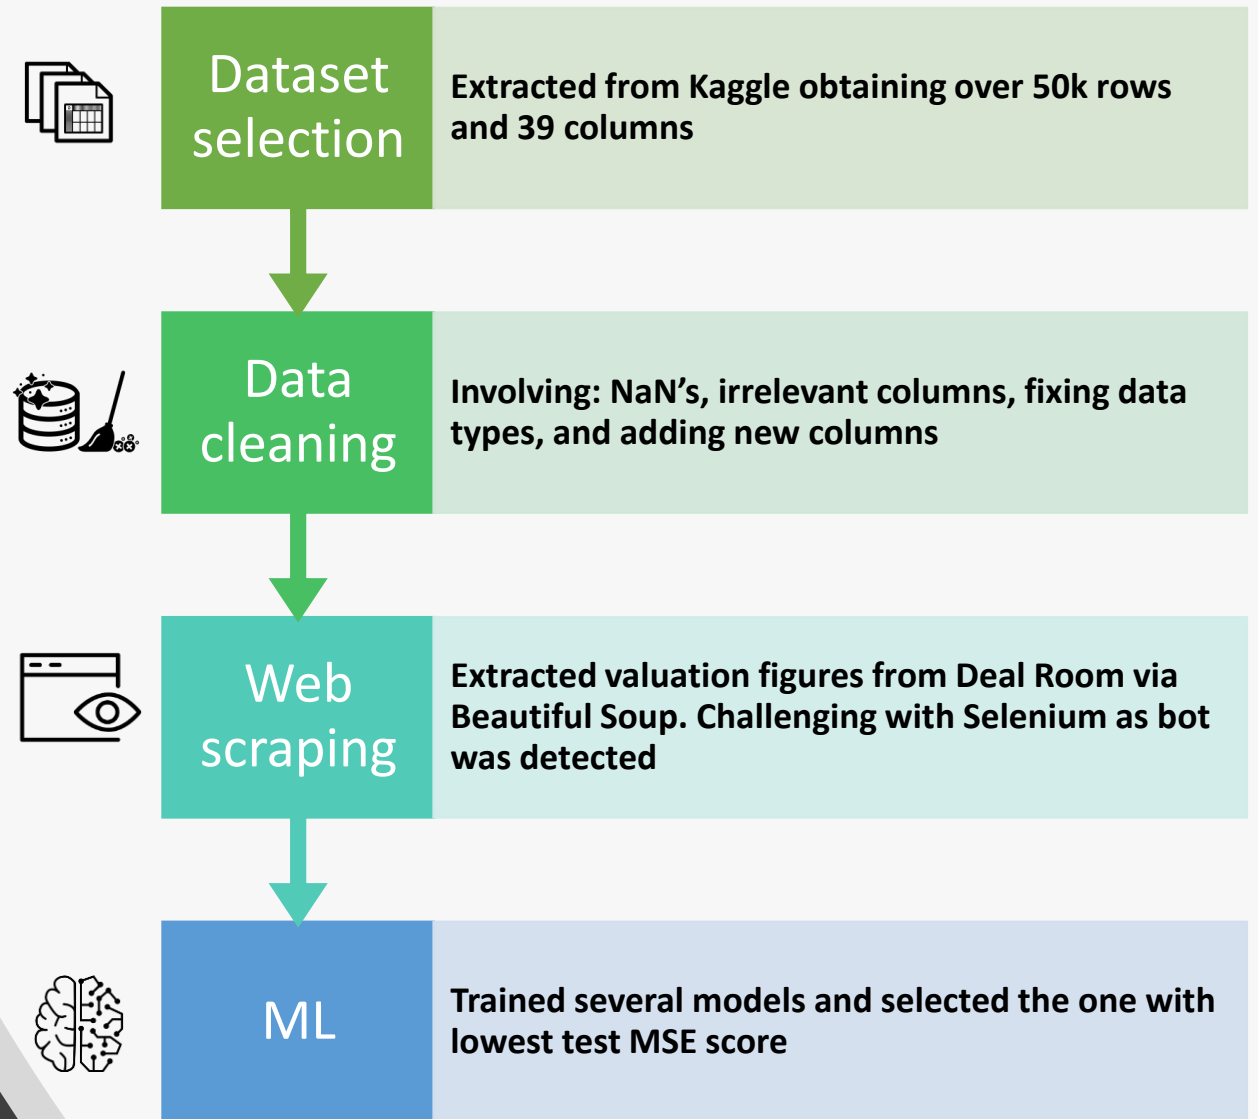 Dataset
selection
Extracted from Kaggle obtaining over 50k rows
and 39 columns
Data
cleaning
Involving: NaN's, irrelevant columns, fixing data
types, and adding new columns
Web
scraping
Extracted valuation figures from Deal Room via
Beautiful Soup. Challenging with Selenium as bot
was detected
ML
Trained several models and selected the one with
lowest test MSE score